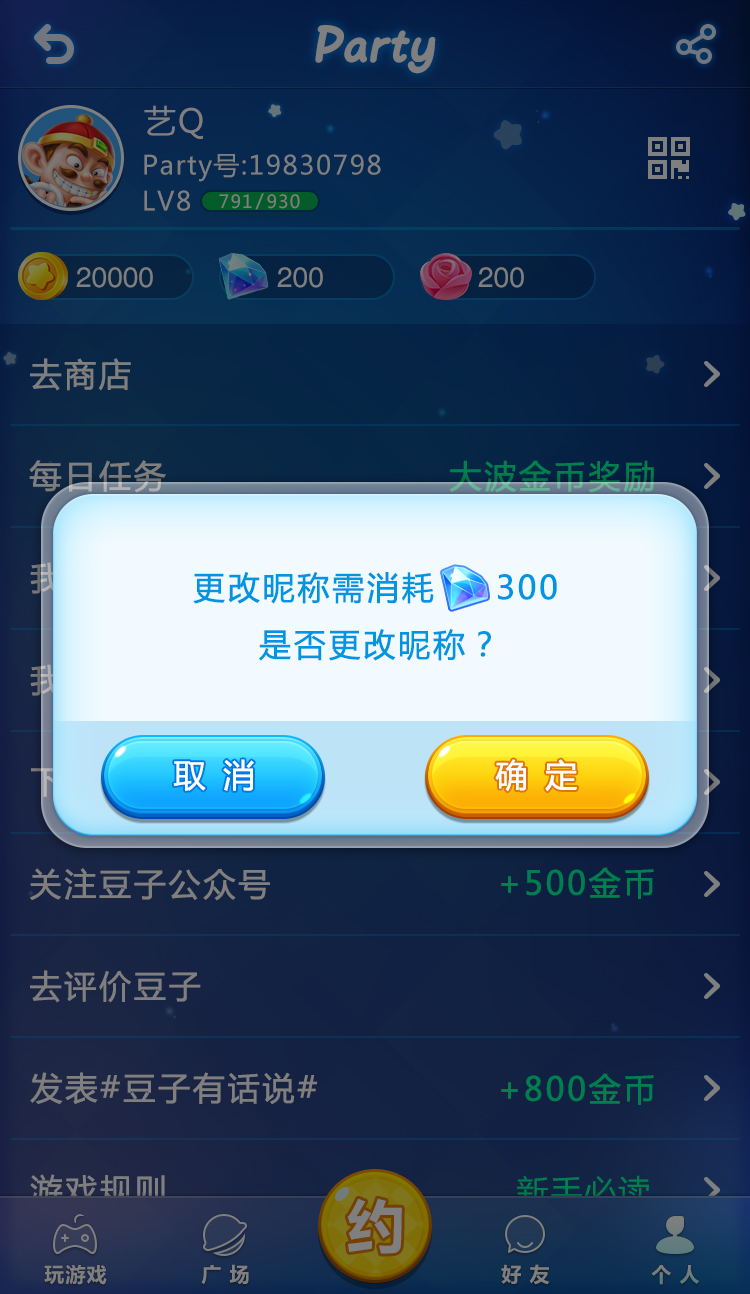 Party
艺Q
Party号:19830798
LV8 791/930
20000 200 200
去商店
每日任务 大波金币奖励
我
更改昵称需消耗300
是否更改昵称？
我
取消 确定
下
关注豆子公众号 +500金币
去评价豆子
发表#豆子有话说# +800金币
游戏规则 新手必读
约
玩游戏 广场 好友 个人